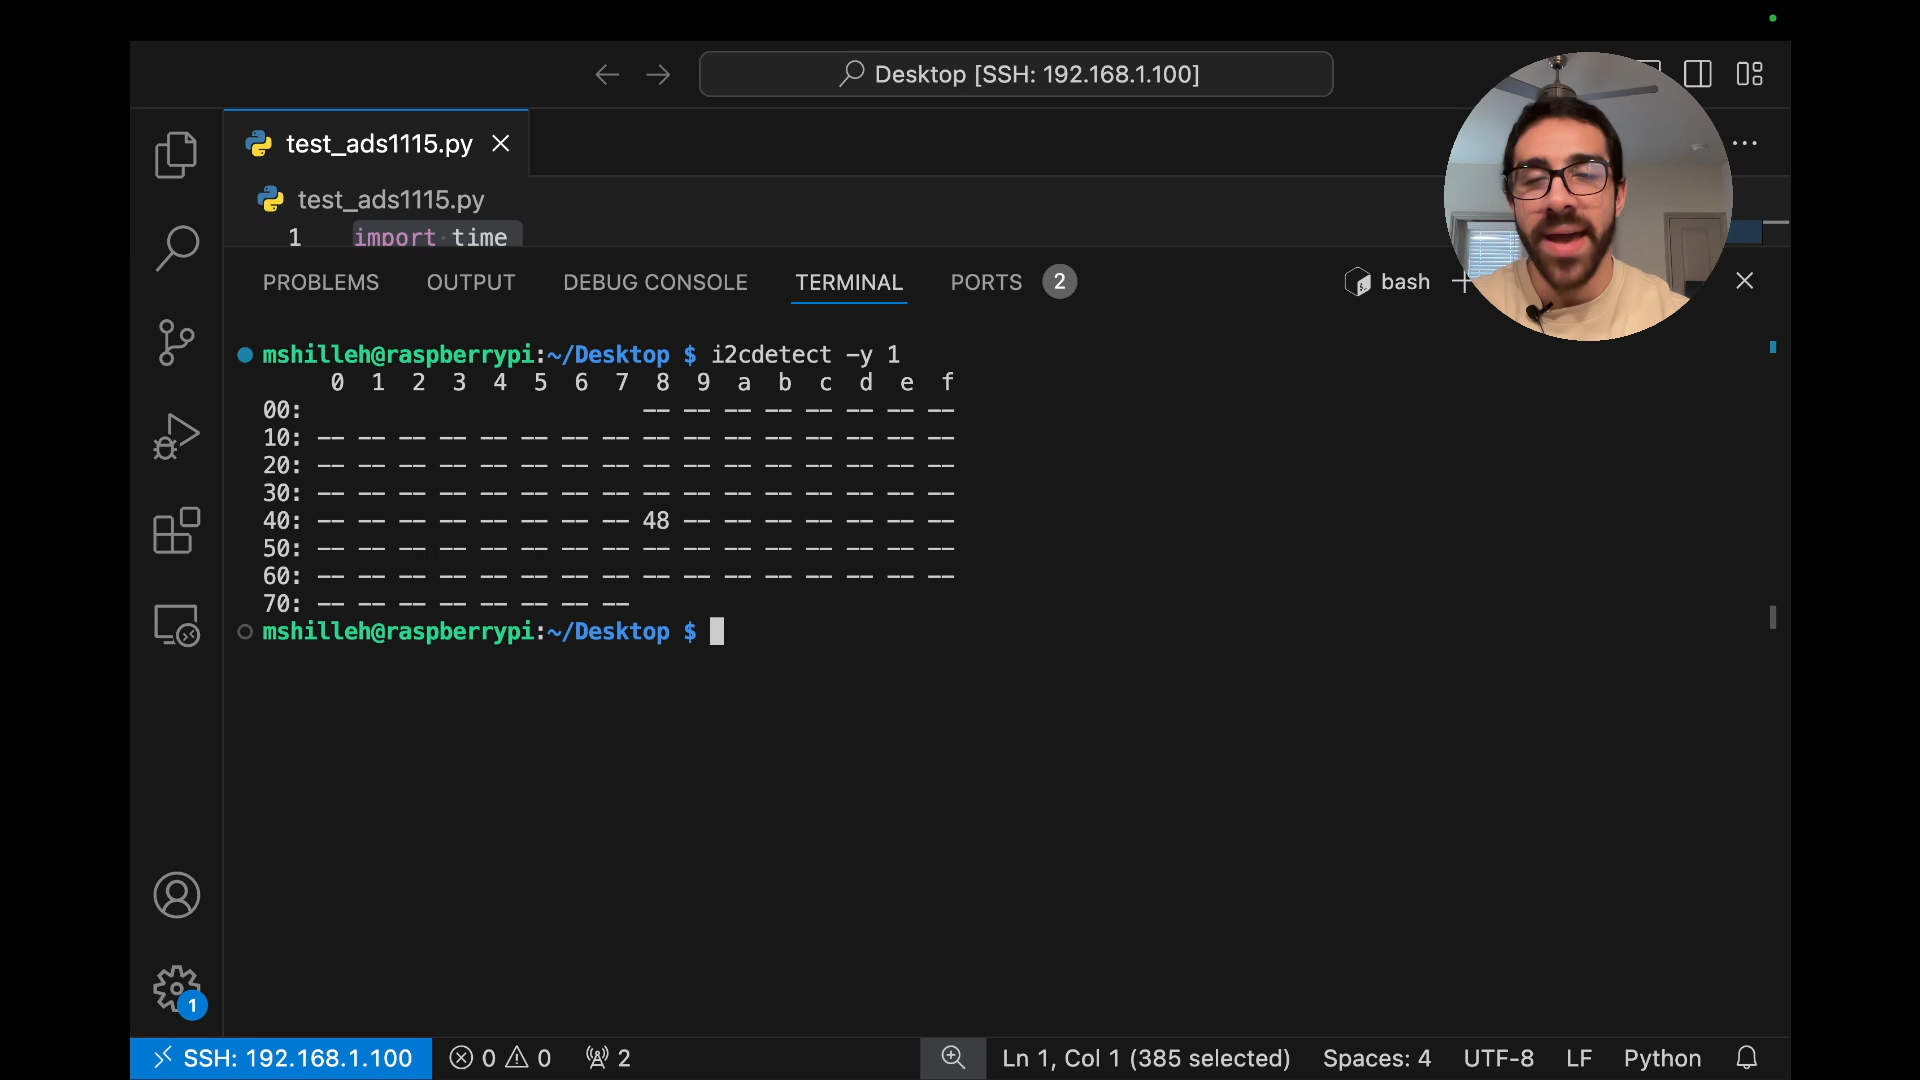 Desktop [SSH: 192.168.1.100]
test_ads1115.py
test_ads1115.py
1 import time
PROBLEMS OUTPUT DEBUG CONSOLE TERMINAL PORTS 2 bash
mshilleh@raspberrypi:~/Desktop $ i2cdetect -y 1
0 1 2 3 4 5 6 7 8 9 a b c d e f
00: -- -- -- -- -- -- -- --
10: -- -- -- -- -- -- -- -- -- -- -- -- -- -- -- --
20: -- -- -- -- -- -- -- -- -- -- -- -- -- -- -- --
30: -- -- -- -- -- -- -- -- -- -- -- -- -- -- -- --
40: -- -- -- -- -- -- -- -- 48 -- -- -- -- -- -- --
50: -- -- -- -- -- -- -- -- -- -- -- -- -- -- -- --
60: -- -- -- -- -- -- -- -- -- -- -- -- -- -- -- --
70: -- -- -- -- -- -- -- --
mshilleh@raspberrypi:~/Desktop $
1
SSH: 192.168.1.100 0 0 2 Ln 1, Col 1 (385 selected) Spaces: 4 UTF-8 LF Python